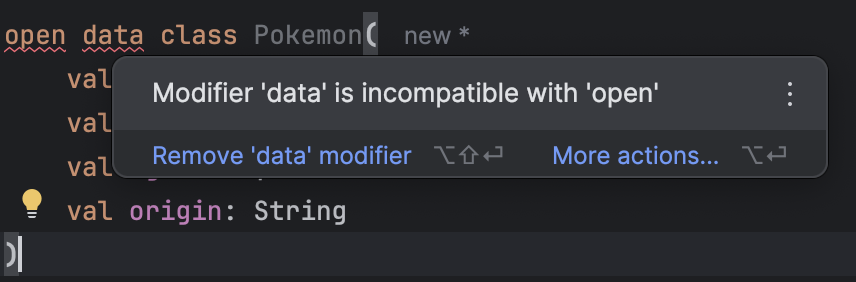 open data class Pokemon( new *
val
Modifier 'data' is incompatible with 'open'
val
Remove 'data' modifier ⌥⇧⏎ More actions... ⌥⏎
val
val origin: String
)